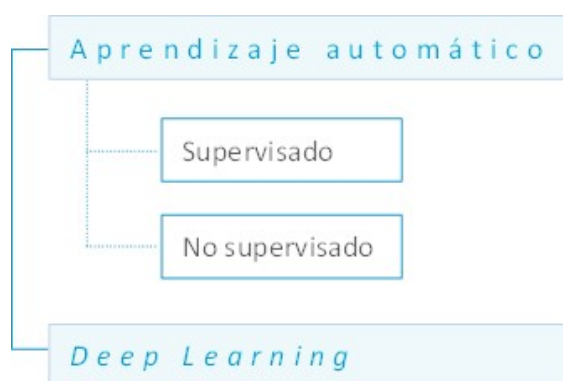 Aprendizaje automático
Supervisado
No supervisado
Deep Learning